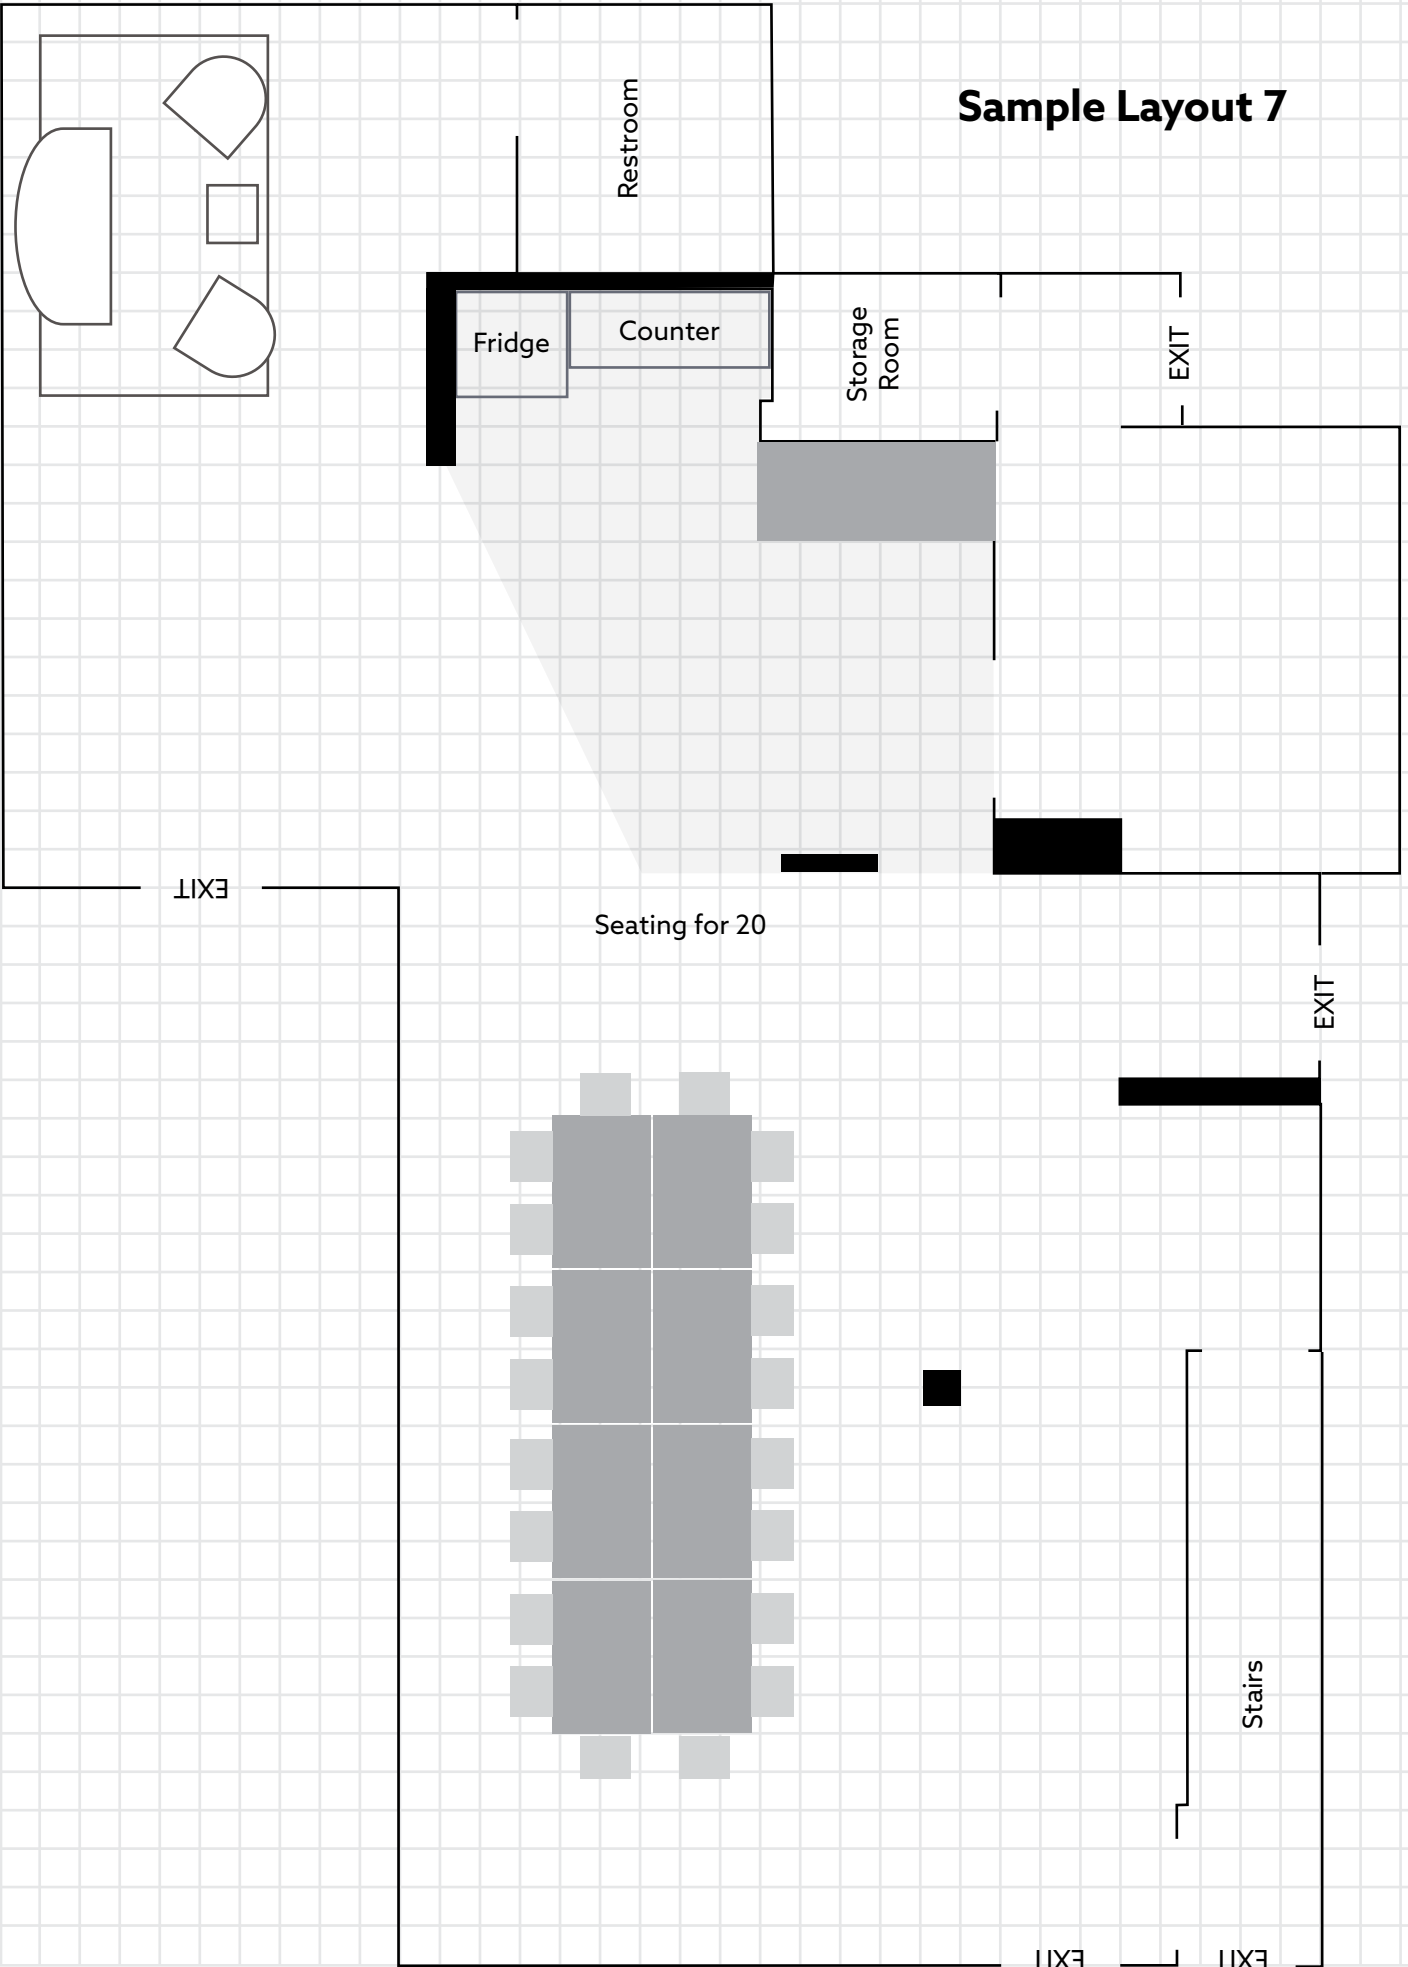 Sample Layout 7
Restroom
Fridge
Counter
Storage
Room
EXIT
EXIT
Seating for 20
EXIT
Stairs
EXIT
EXIT